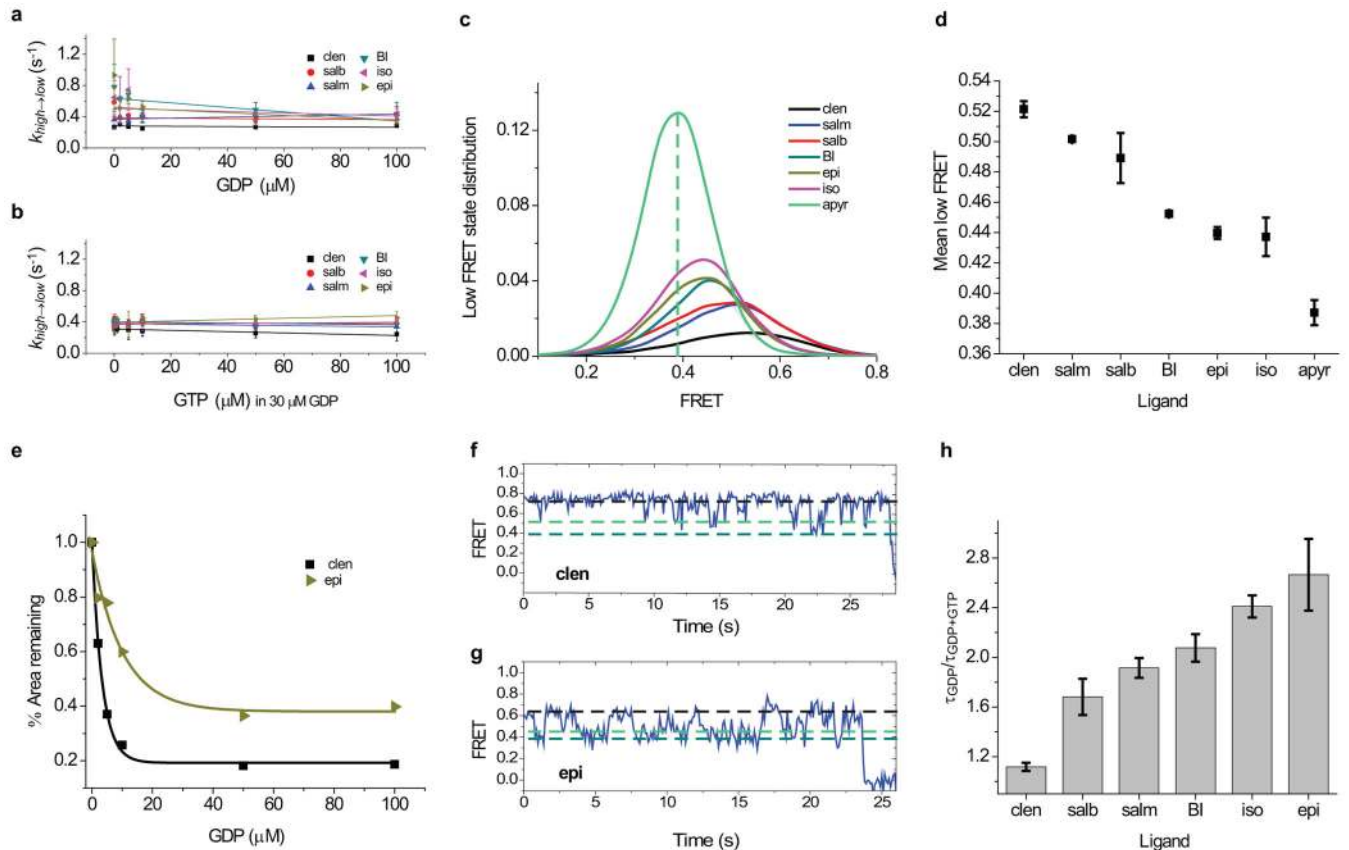 a
k high→low (s⁻¹)
1.2
0.8
0.4
0.0
clen
salb
salm
BI
iso
epi
0 20 40 60 80 100
GDP (μM)
b
k high→low (s⁻¹)
1.2
0.8
0.4
0.0
clen
salb
salm
BI
iso
epi
0 20 40 60 80 100
GTP (μM) in 30 μM GDP
c
Low FRET state distribution
0.12
0.08
0.04
0.00
clen
salm
salb
BI
epi
iso
apyr
0.2 0.4 0.6 0.8
FRET
d
Mean low FRET
0.54
0.52
0.50
0.48
0.46
0.44
0.42
0.40
0.38
0.36
clen salm salb BI epi iso apyr
Ligand
e
% Area remaining
1.0
0.8
0.6
0.4
0.2
clen
epi
0 20 40 60 80 100
GDP (μM)
f
FRET
1.0
0.8
0.6
0.4
0.2
0.0
clen
0 5 10 15 20 25
Time (s)
g
FRET
1.0
0.8
0.6
0.4
0.2
0.0
epi
0 5 10 15 20 25
Time (s)
h
τGDP/τGDP+GTP
2.8
2.4
2.0
1.6
1.2
clen salb salm BI iso epi
Ligand